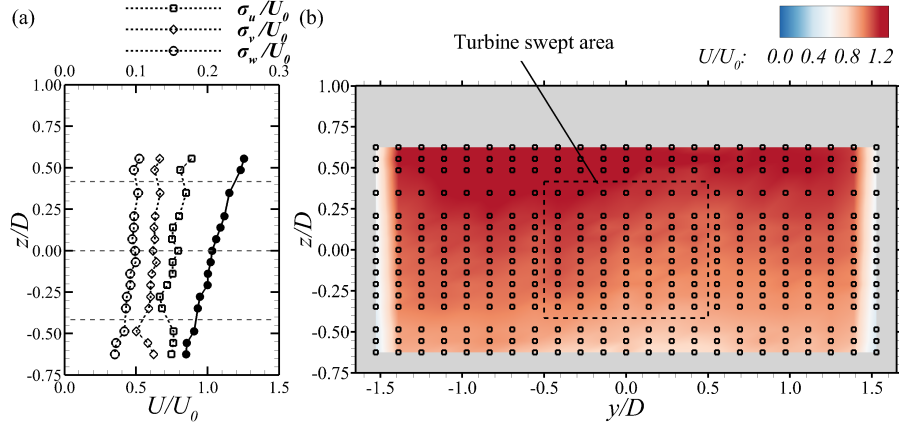 (a)
σu/U0
σv/U0
σw/U0
0.0 0.1 0.2 0.3
1.00
0.75
0.50
0.25
0.00
-0.25
-0.50
-0.75
z/D
0.0 0.5 1.0 1.5
U/U0
(b)
Turbine swept area
U/U0: 0.0 0.4 0.8 1.2
1.00
0.75
0.50
0.25
0.00
-0.25
-0.50
-0.75
z/D
-1.5 -1.0 -0.5 0.0 0.5 1.0 1.5
y/D